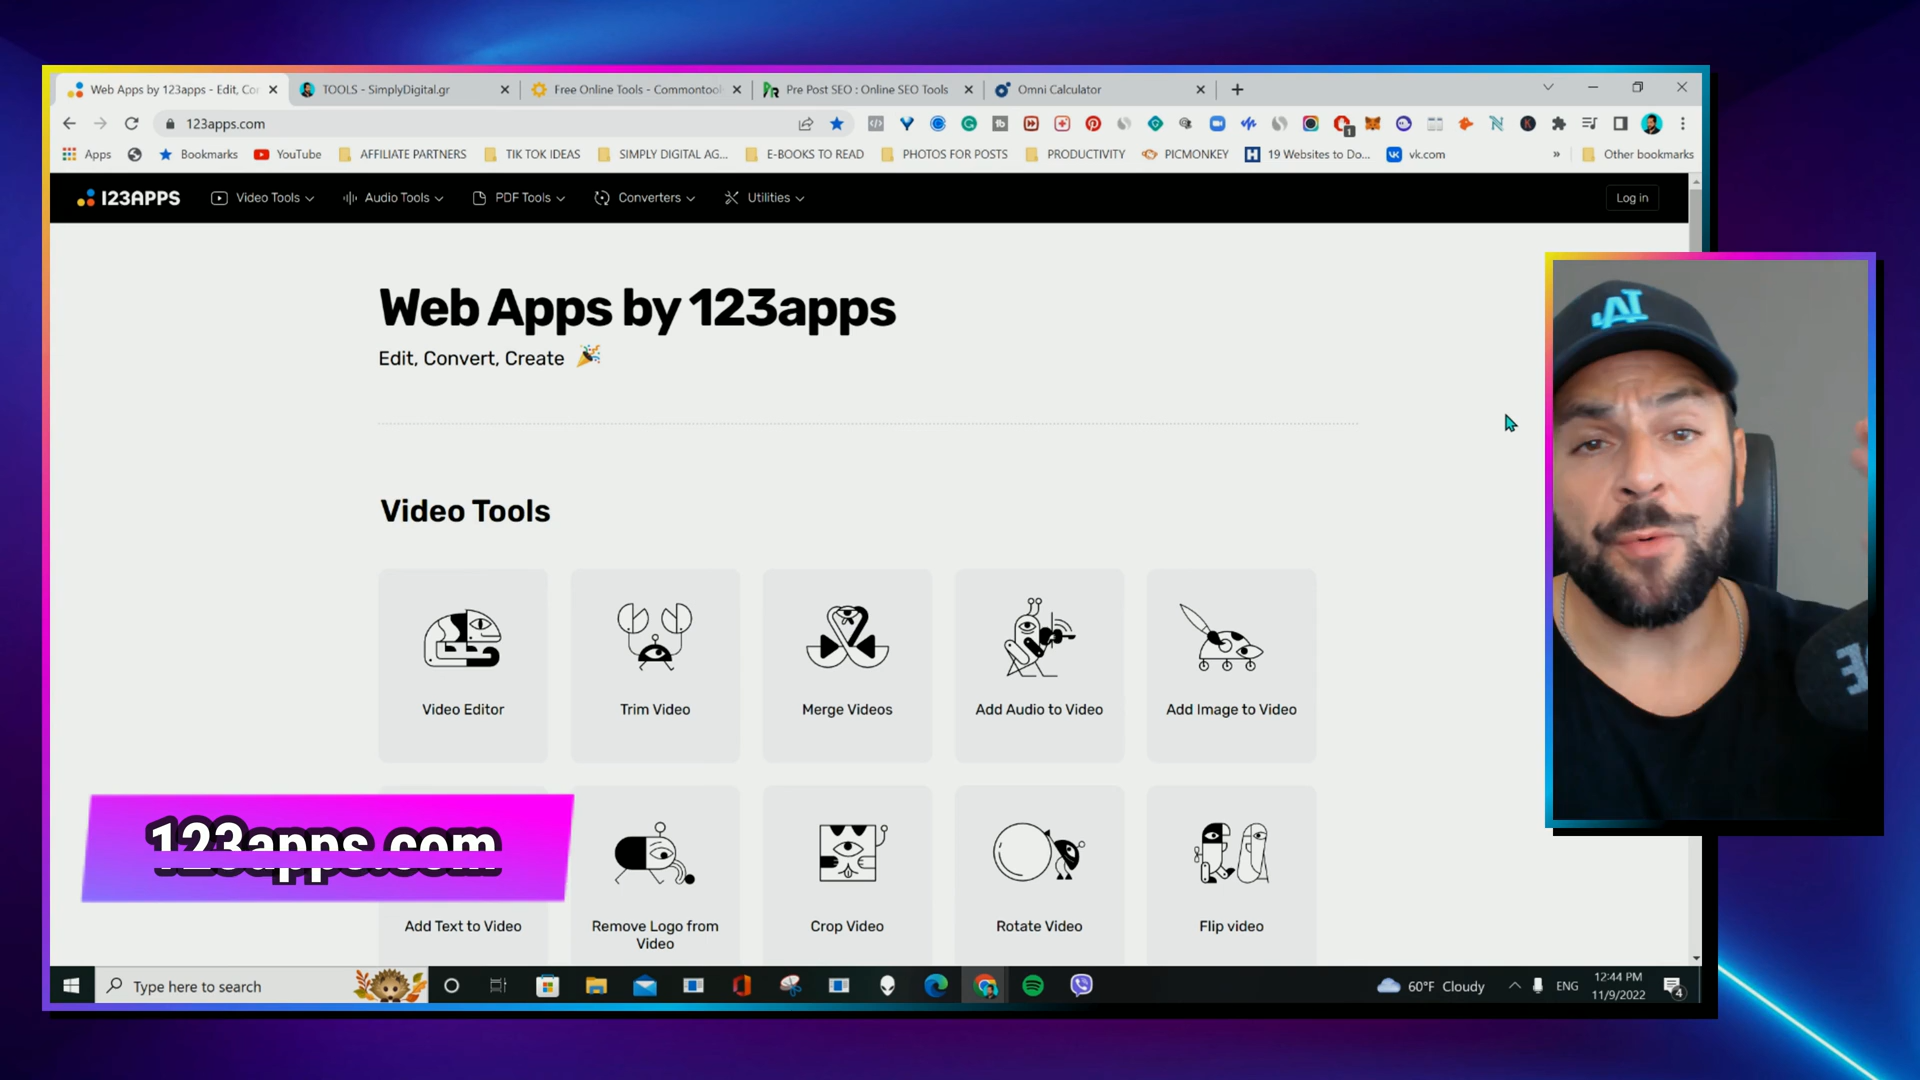 Web Apps by 123apps - Edit, Cor
TOOLS - SimplyDigital.gr
Free Online Tools - Commontool
Pre Post SEO : Online SEO Tools
Omni Calculator
123apps.com
Apps
Bookmarks
YouTube
AFFILIATE PARTNERS
TIK TOK IDEAS
SIMPLY DIGITAL AG...
E-BOOKS TO READ
PHOTOS FOR POSTS
PRODUCTIVITY
PICMONKEY
19 Websites to Do...
vk.com
»
Other bookmarks
123APPS
Video Tools
Audio Tools
PDF Tools
Converters
Utilities
Log in
Web Apps by 123apps
Edit, Convert, Create
Video Tools
Video Editor
Trim Video
Merge Videos
Add Audio to Video
Add Image to Video
123apps.com
Add Text to Video
Remove Logo from
Video
Crop Video
Rotate Video
Flip video
Type here to search
60°F Cloudy
ENG
12:44 PM
11/9/2022
4